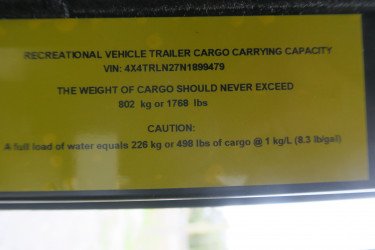 RECREATIONAL VEHICLE TRAILER CARGO CARRYING CAPACITY
VIN: 4X4TRLN27N1899479
THE WEIGHT OF CARGO SHOULD NEVER EXCEED
802 kg or 1768 lbs
CAUTION:
A full load of water equals 226 kg or 498 lbs of cargo @ 1 kg/L (8.3 lb/gal)